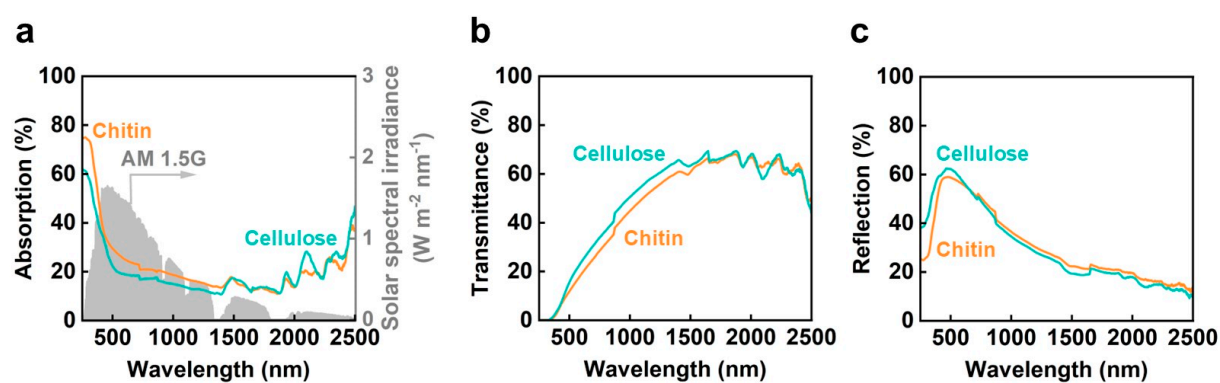 a
b
c
Absorption (%)
100
80
60
40
20
0
Chitin
AM 1.5G
Cellulose
3
2
1
0
Solar spectral irradiance
(W m-2 nm-1)
500 1000 1500 2000 2500
Wavelength (nm)
Transmittance (%)
100
80
60
40
20
0
Cellulose
Chitin
500 1000 1500 2000 2500
Wavelength (nm)
Reflection (%)
100
80
60
40
20
0
Cellulose
Chitin
500 1000 1500 2000 2500
Wavelength (nm)